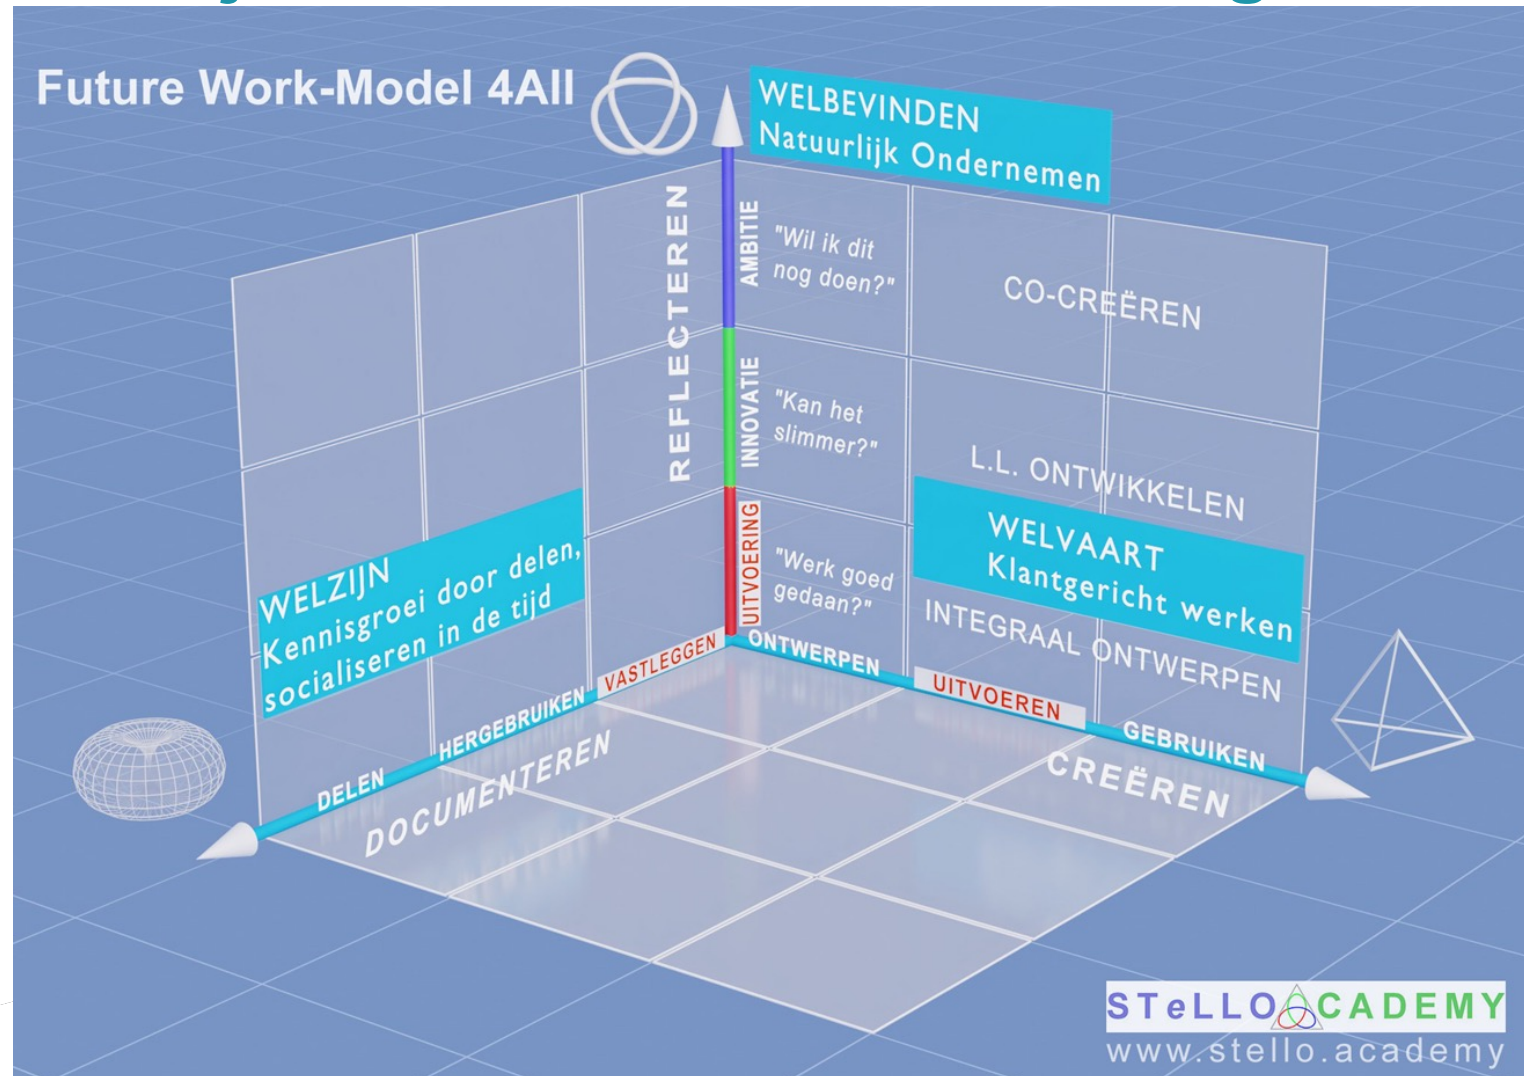 Future Work-Model 4All
WELBEVINDEN
Natuurlijk Ondernemen
REFLECTEREN
AMBITIE
"Wil ik dit
nog doen?"
CO-CREËREN
INNOVATIE
"Kan het
slimmer?"
L.L. ONTWIKKELEN
WELVAART
Klantgericht werken
UITVOERING
"Werk goed
gedaan?"
INTEGRAAL ONTWERPEN
WELZIJN
Kennisgroei door delen,
socialiseren in de tijd
DELEN
HERGEBRUIKEN
VASTLEGGEN
ONTWERPEN
UITVOEREN
GEBRUIKEN
DOCUMENTEREN
CREËREN
STeLLO ACADEMY
www.stello.academy